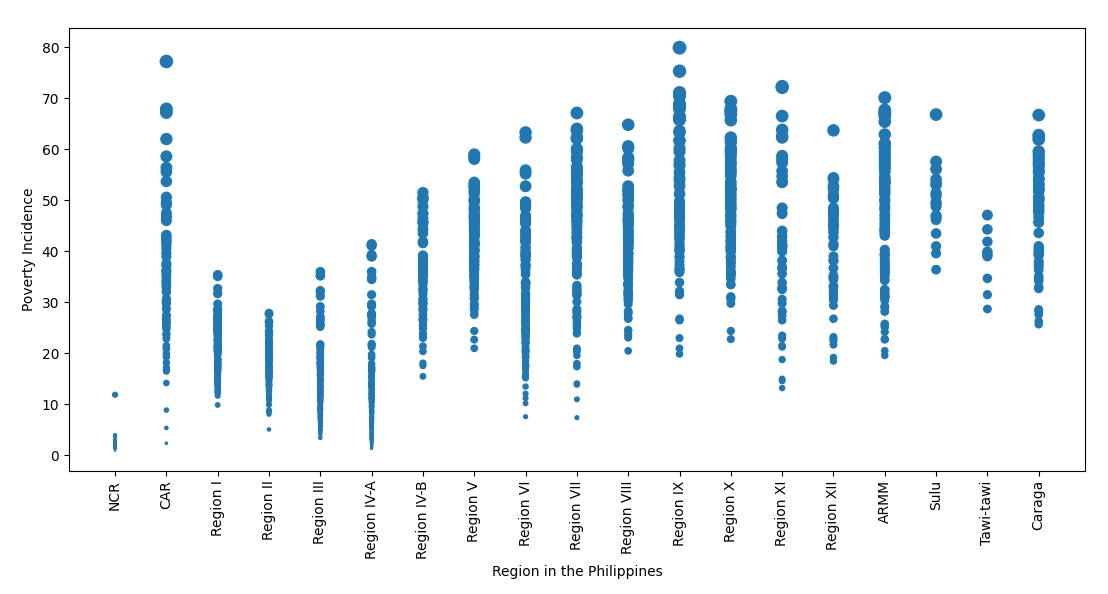 80
70
60
50
40
30
20
10
0
Poverty Incidence
NCR
CAR
Region I
Region II
Region III
Region IV-A
Region IV-B
Region V
Region VI
Region VII
Region VIII
Region IX
Region X
Region XI
Region XII
ARMM
Sulu
Tawi-tawi
Caraga
Region in the Philippines